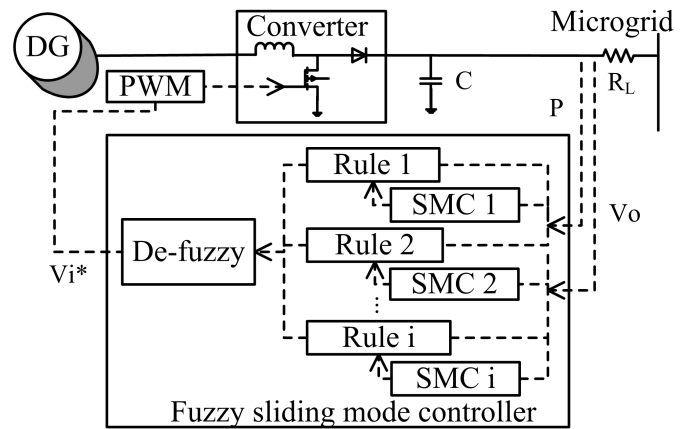 Converter
Microgrid
DG
PWM
C
R_L
P
Rule 1
SMC 1
Vo
Rule 2
De-fuzzy
SMC 2
Vi*
⋮
Rule i
SMC i
Fuzzy sliding mode controller